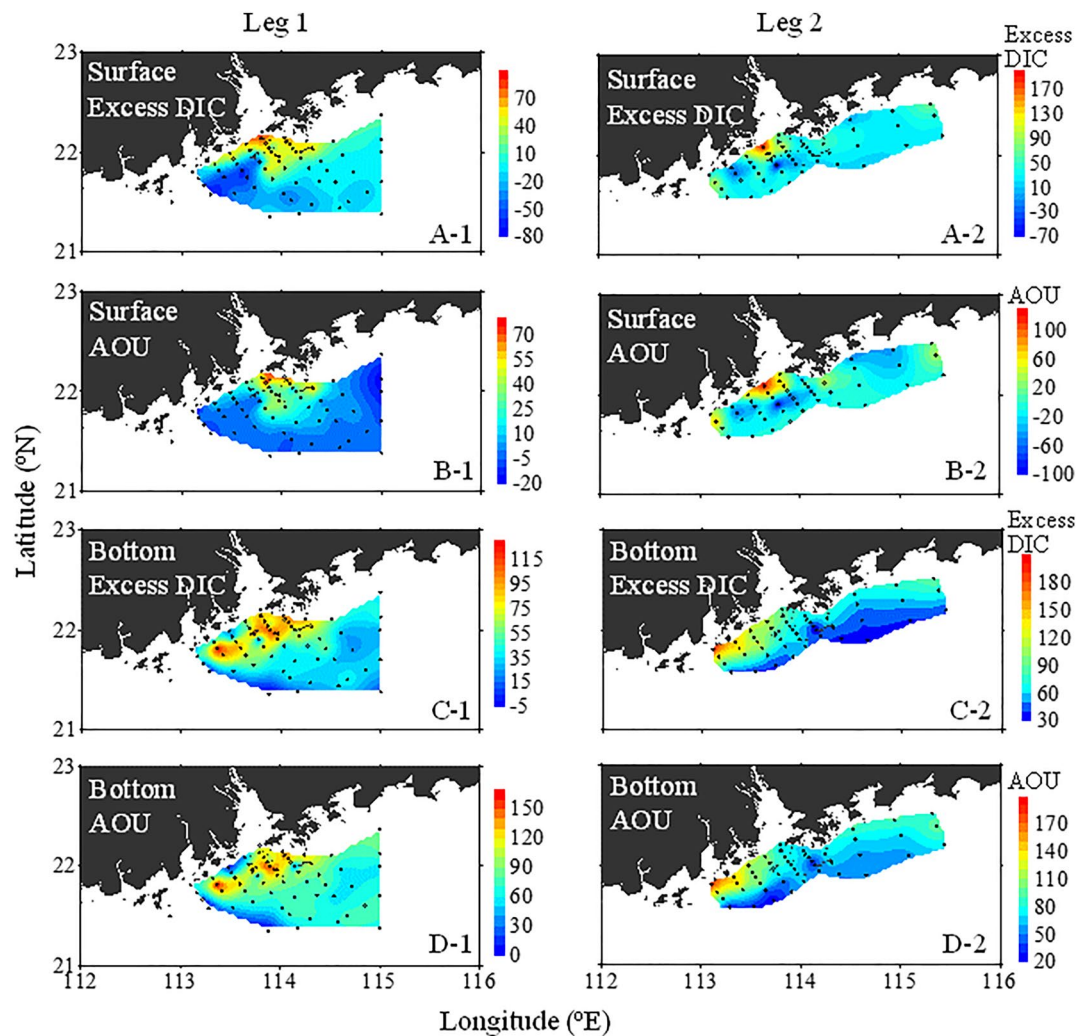 Leg 1
Leg 2
Surface
Excess DIC
23
22
21
70
40
10
-20
-50
-80
A-1
Surface
Excess DIC
Excess
DIC
170
130
90
50
10
-30
-70
A-2
Surface
AOU
23
22
21
70
55
40
25
10
-5
-20
B-1
Surface
AOU
AOU
100
60
20
-20
-60
-100
B-2
Bottom
Excess DIC
23
22
21
115
95
75
55
35
15
-5
C-1
Bottom
Excess DIC
Excess
DIC
180
150
120
90
60
30
C-2
Bottom
AOU
23
22
21
150
120
90
60
30
0
D-1
Bottom
AOU
AOU
170
140
110
80
50
20
D-2
112
113
114
115
116
112
113
114
115
116
Latitude (ºN)
Longitude (ºE)